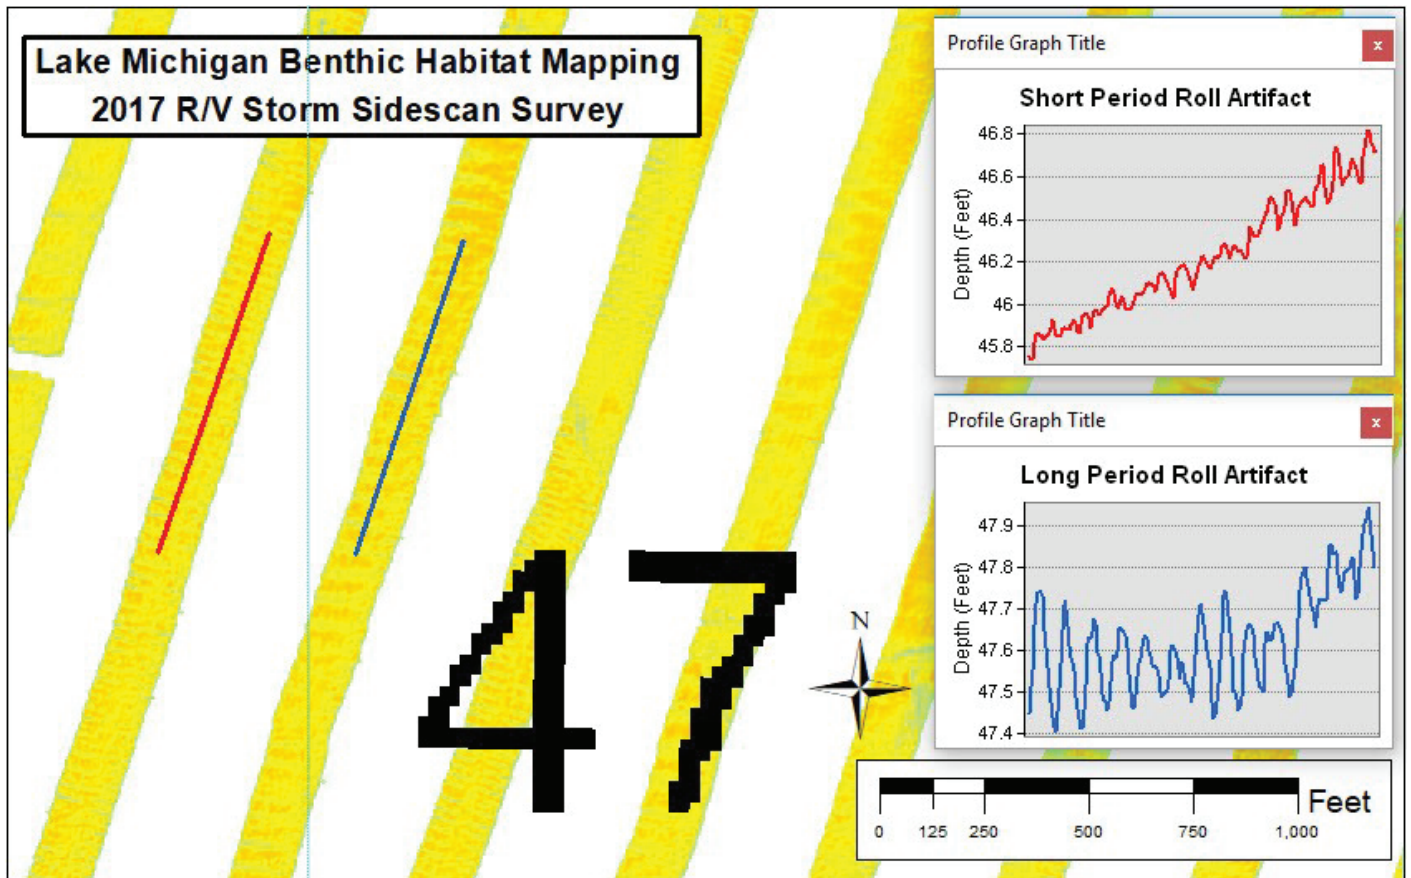 Lake Michigan Benthic Habitat Mapping
2017 R/V Storm Sidescan Survey
Profile Graph Title
x
Short Period Roll Artifact
Depth (Feet)
46.8
46.6
46.4
46.2
46
45.8
Profile Graph Title
x
Long Period Roll Artifact
Depth (Feet)
47.9
47.8
47.7
47.6
47.5
47.4
47
N
0 125 250 500 750 1,000
Feet